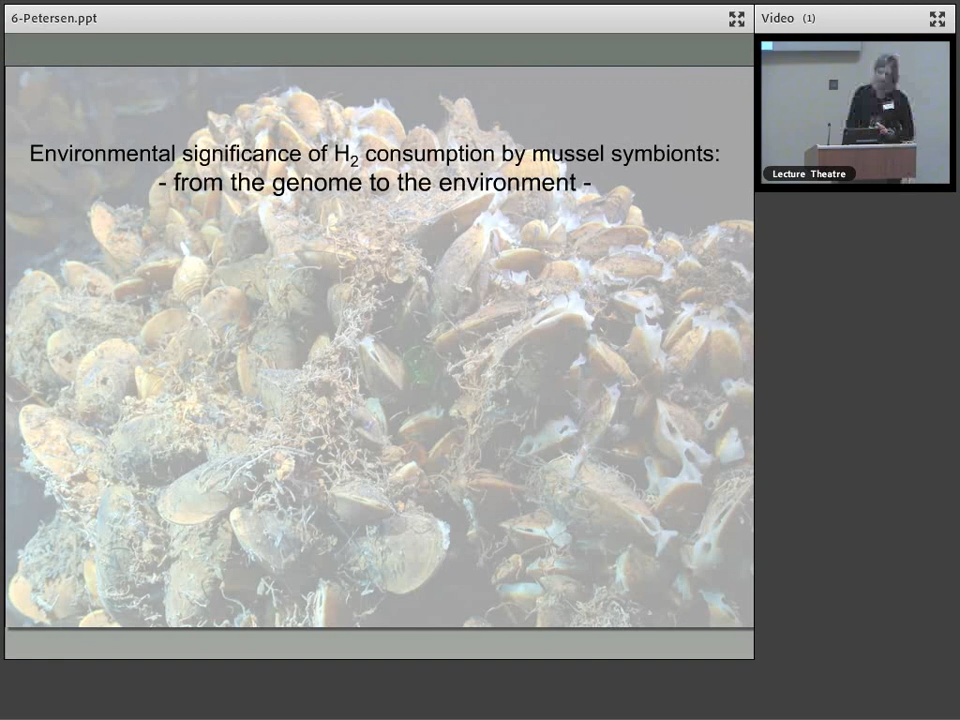 6-Petersen.ppt
Video (1)
Environmental significance of H₂ consumption by mussel symbionts:
- from the genome to the environment -
Lecture Theatre